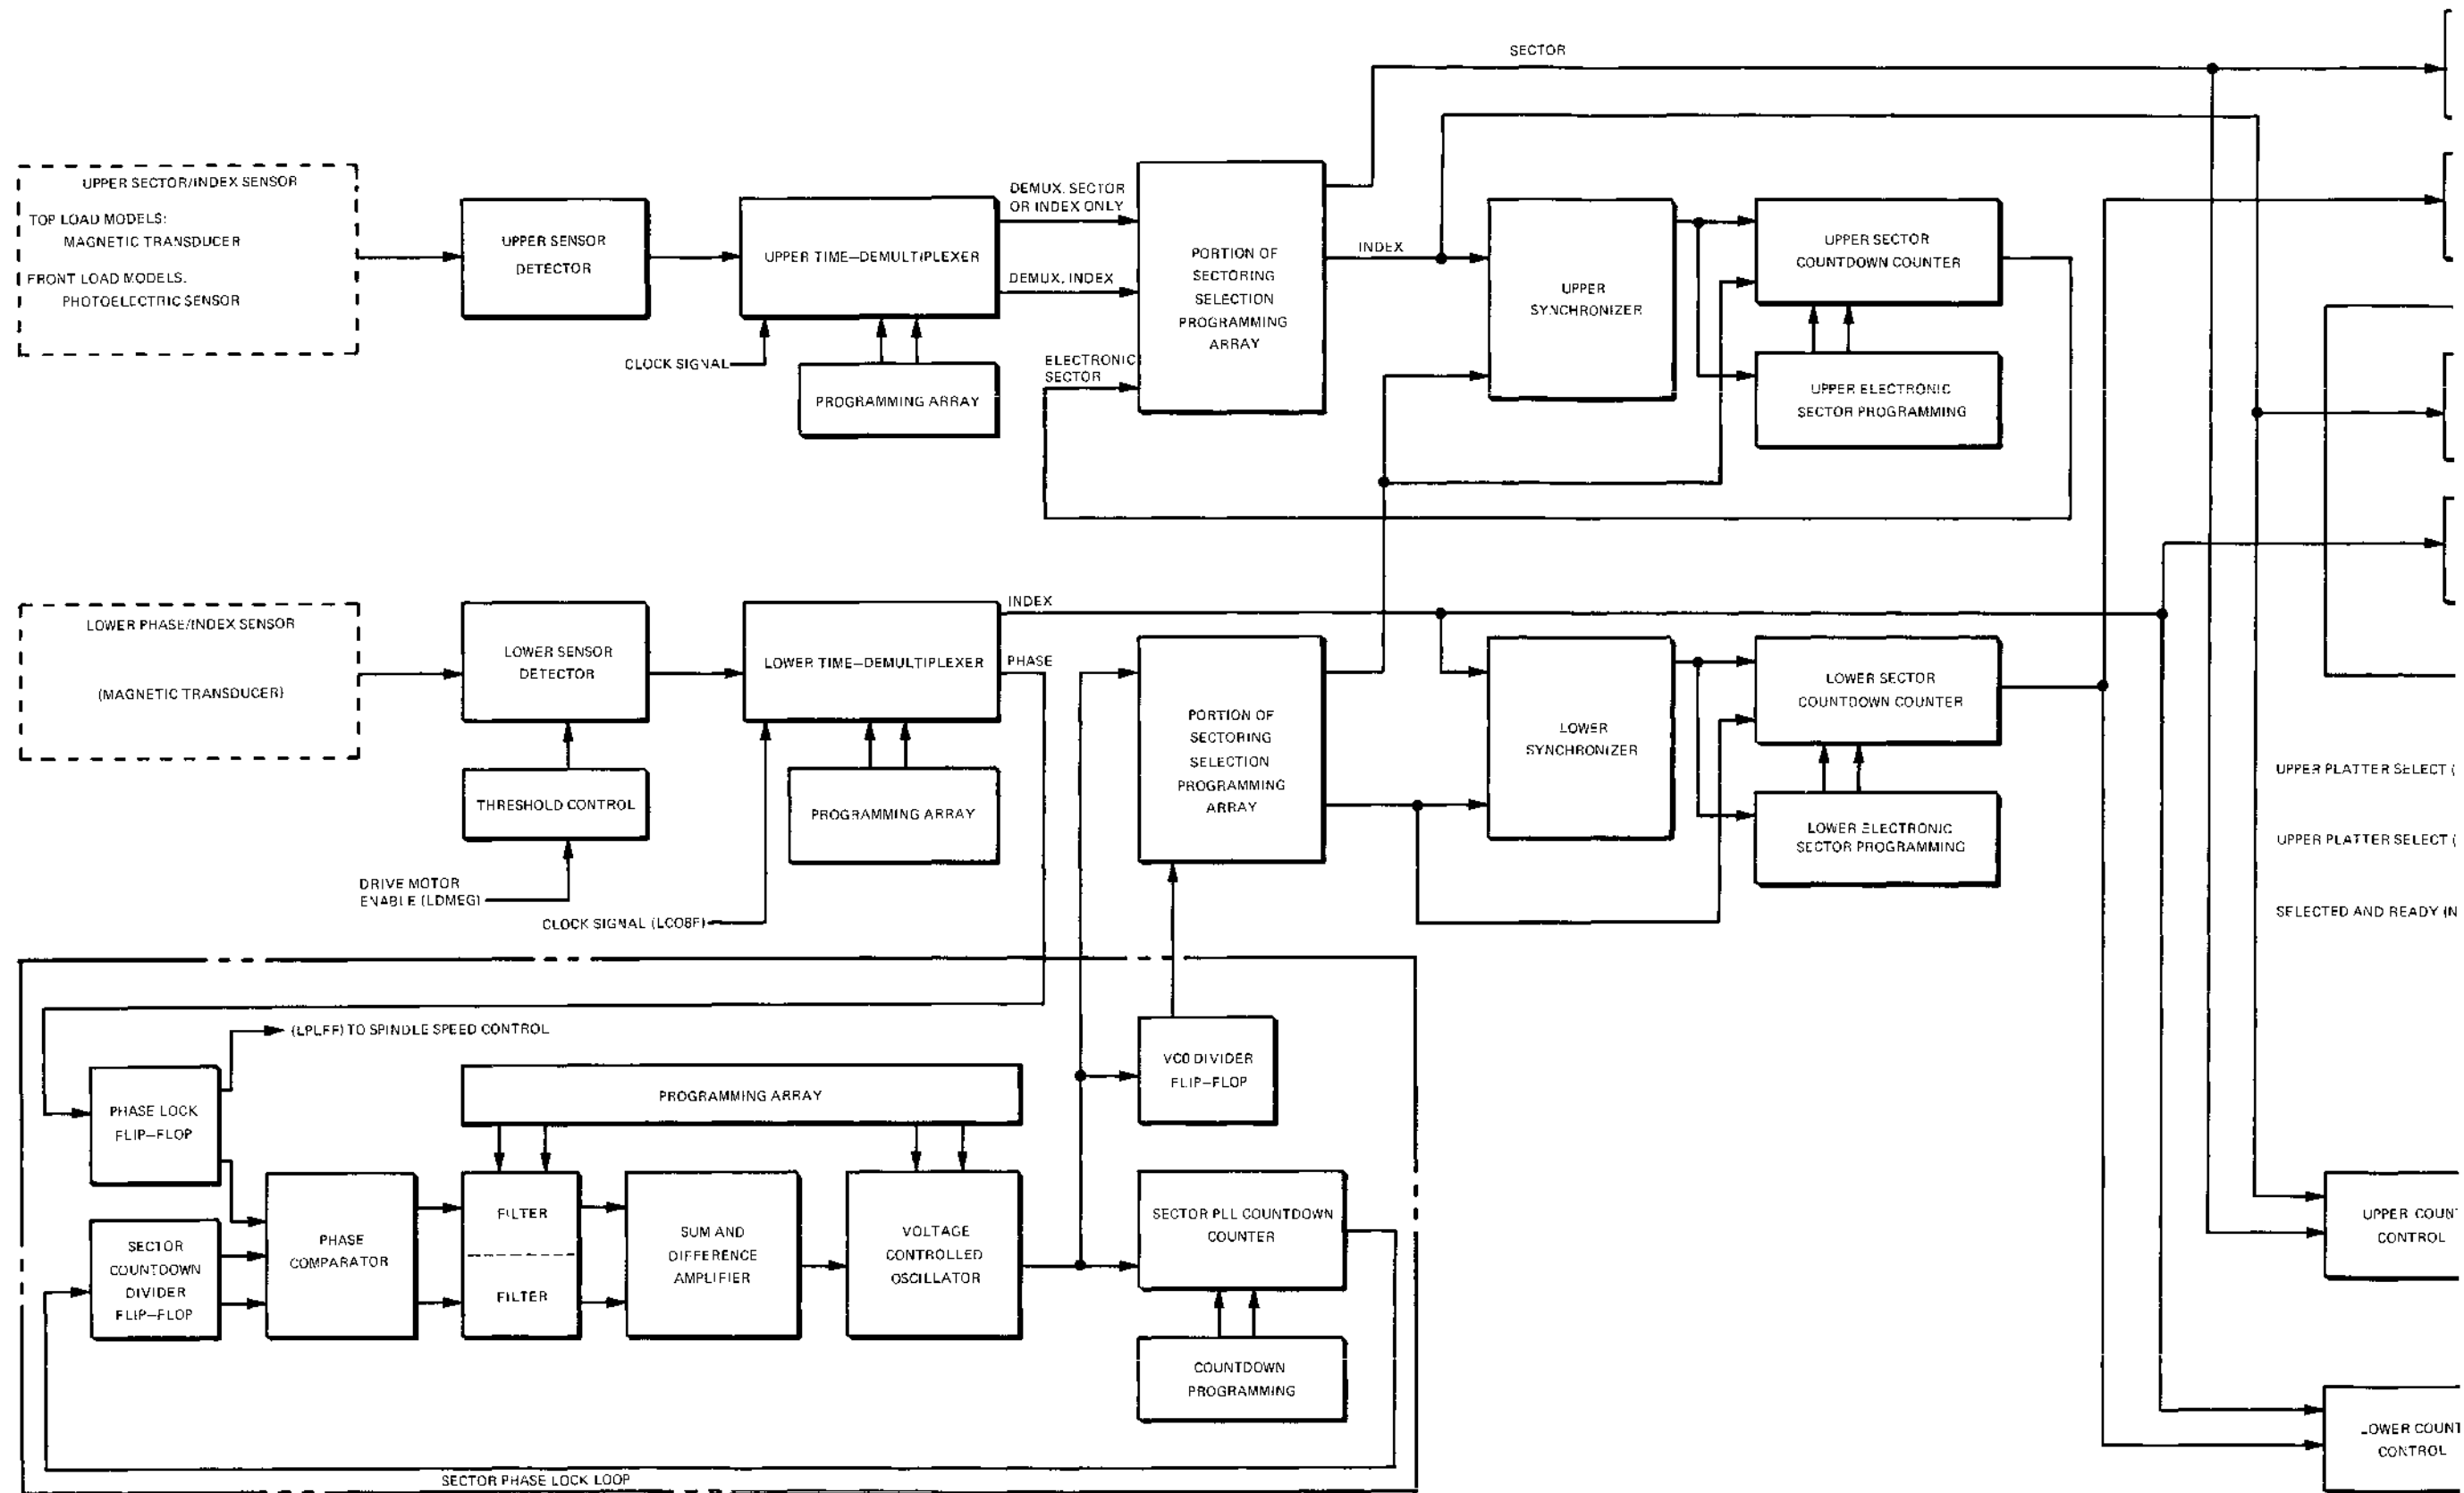 SECTOR
UPPER SECTOR/INDEX SENSOR
TOP LOAD MODELS:
MAGNETIC TRANSDUCER
FRONT LOAD MODELS.
PHOTOELECTRIC SENSOR
UPPER SENSOR
DETECTOR
UPPER TIME–DEMULTIPLEXER
CLOCK SIGNAL
PROGRAMMING ARRAY
DEMUX. SECTOR
OR INDEX ONLY
DEMUX. INDEX
ELECTRONIC
SECTOR
PORTION OF
SECTORING
SELECTION
PROGRAMMING
ARRAY
INDEX
UPPER
SYNCHRONIZER
UPPER SECTOR
COUNTDOWN COUNTER
UPPER ELECTRONIC
SECTOR PROGRAMMING
LOWER PHASE/INDEX SENSOR
(MAGNETIC TRANSDUCER)
LOWER SENSOR
DETECTOR
THRESHOLD CONTROL
DRIVE MOTOR
ENABLE (LDMEG)
LOWER TIME–DEMULTIPLEXER
INDEX
PHASE
PROGRAMMING ARRAY
CLOCK SIGNAL (LC08F)
PORTION OF
SECTORING
SELECTION
PROGRAMMING
ARRAY
LOWER
SYNCHRONIZER
LOWER SECTOR
COUNTDOWN COUNTER
LOWER ELECTRONIC
SECTOR PROGRAMMING
UPPER PLATTER SELECT (
UPPER PLATTER SELECT (
SELECTED AND READY (N
(LPLFF) TO SPINDLE SPEED CONTROL
PHASE LOCK
FLIP–FLOP
PROGRAMMING ARRAY
VCO DIVIDER
FLIP–FLOP
SECTOR
COUNTDOWN
DIVIDER
FLIP–FLOP
PHASE
COMPARATOR
FILTER
FILTER
SUM AND
DIFFERENCE
AMPLIFIER
VOLTAGE
CONTROLLED
OSCILLATOR
SECTOR PLL COUNTDOWN
COUNTER
COUNTDOWN
PROGRAMMING
UPPER COUNT
CONTROL
LOWER COUNT
CONTROL
SECTOR PHASE LOCK LOOP